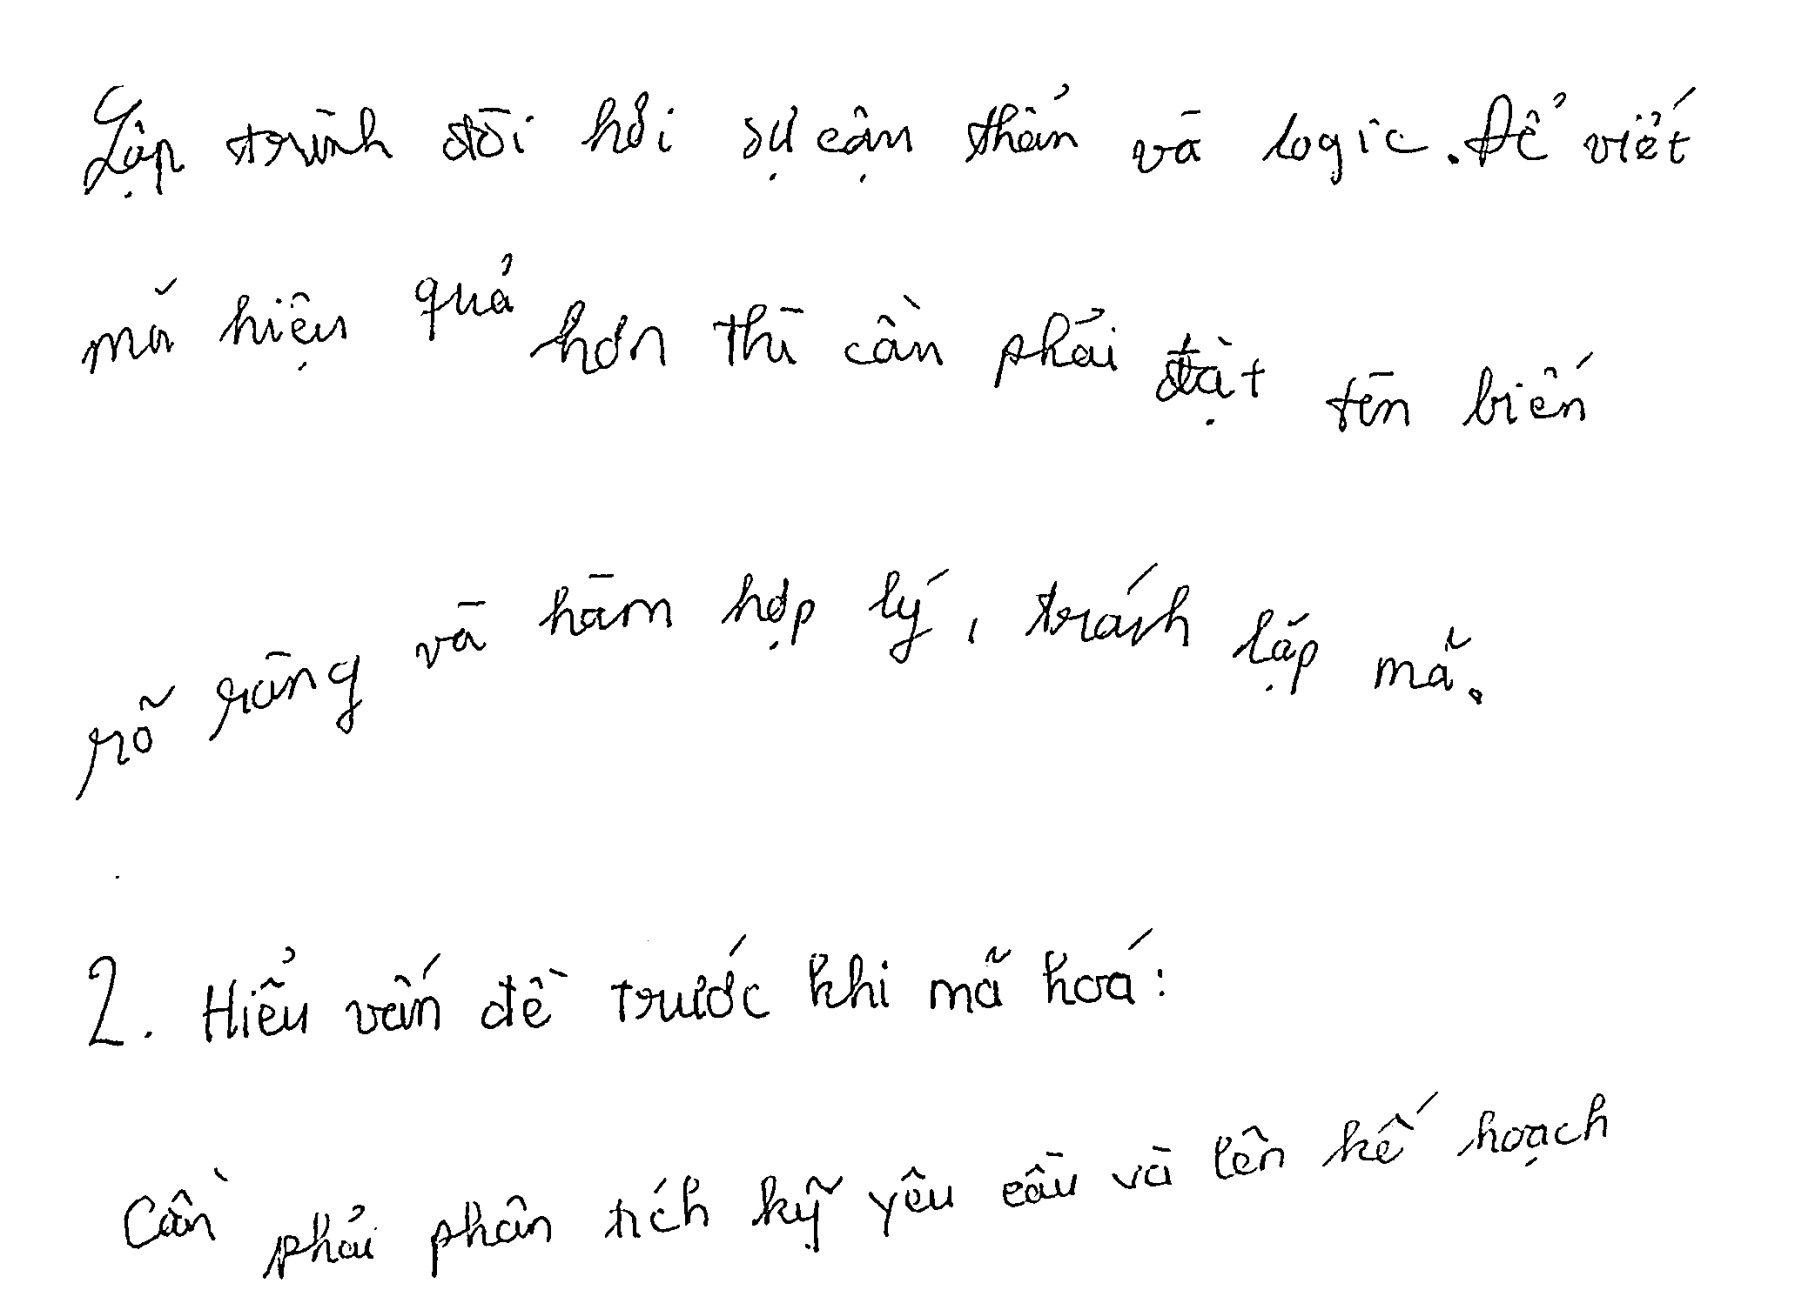 Lập trình đòi hỏi sự cận thẩn và logic. Để viết
mã hiệu quả hơn thì cần phải đặt tên biến
rõ ràng và hàm hợp lý, tránh lặp mã.
2. Hiểu vấn đề trước khi mã hoá:
Cần phải phân tích kỹ yêu cầu và lên kế hoạch